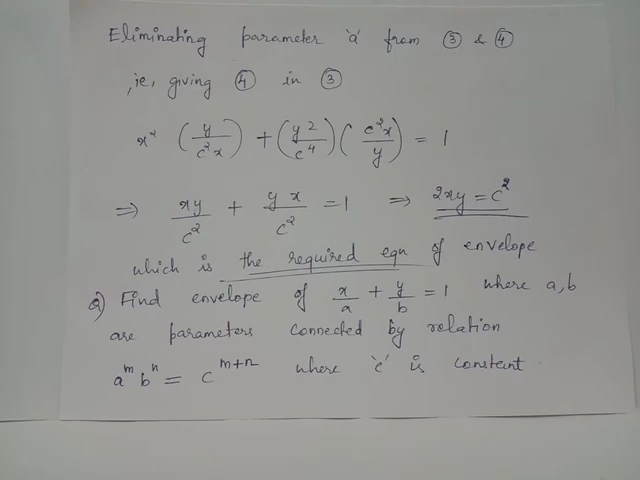 Eliminating parameter 'a' from ③ & ④
,ie, giving ④ in ③
x² (y/c²x) + (y²/c⁴)(c²x/y) = 1
⇒ xy/c² + yx/c² = 1 ⇒ 2xy = c²
which is the required eqn of envelope
Q) Find envelope of x/a + y/b = 1 where a,b
are parameters connected by relation
aᵐbⁿ = cᵐ⁺ⁿ where 'c' is constant